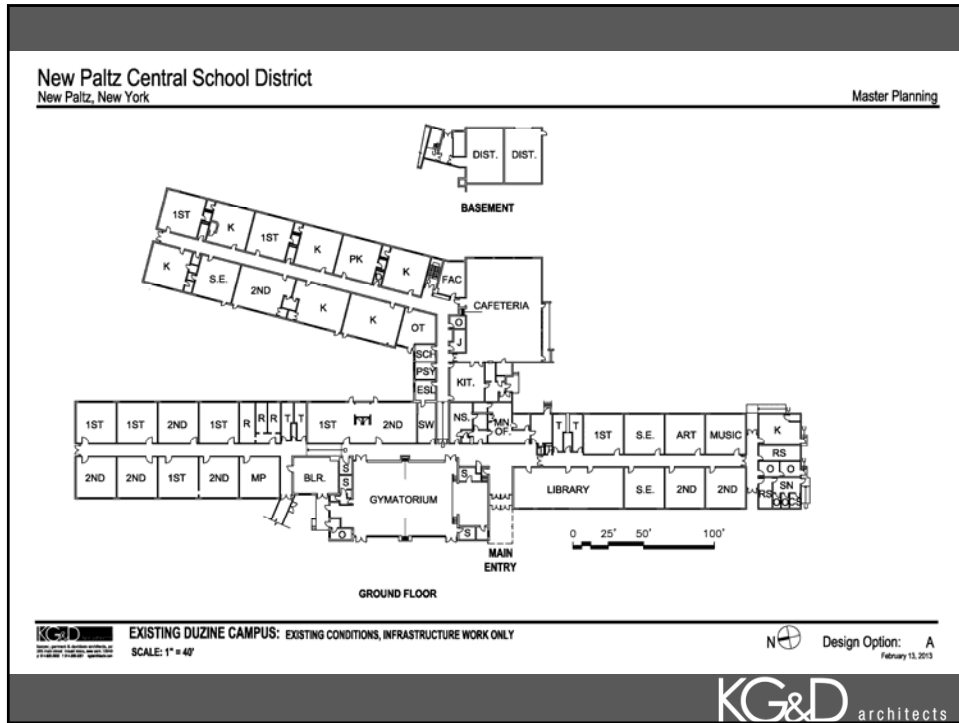 New Paltz Central School District
New Paltz, New York
Master Planning
DIST. DIST.
BASEMENT
1ST K 1ST K PK K FAC
K S.E. 2ND K K OT
CAFETERIA
O
J
SCH
PSY
ESL
KIT.
1ST 1ST 2ND 1ST R R R T T 1ST 2ND SW NS. MN OF. T T 1ST S.E. ART MUSIC K
RS
O O
2ND 2ND 1ST 2ND MP BLR. S S GYMATORIUM S LIBRARY S.E. 2ND 2ND RS SN
O S
0 25' 50' 100'
MAIN
ENTRY
GROUND FLOOR
KG&D
EXISTING DUZINE CAMPUS: EXISTING CONDITIONS, INFRASTRUCTURE WORK ONLY
SCALE: 1" = 40'
N
Design Option: A
February 13, 2013
KG&D architects